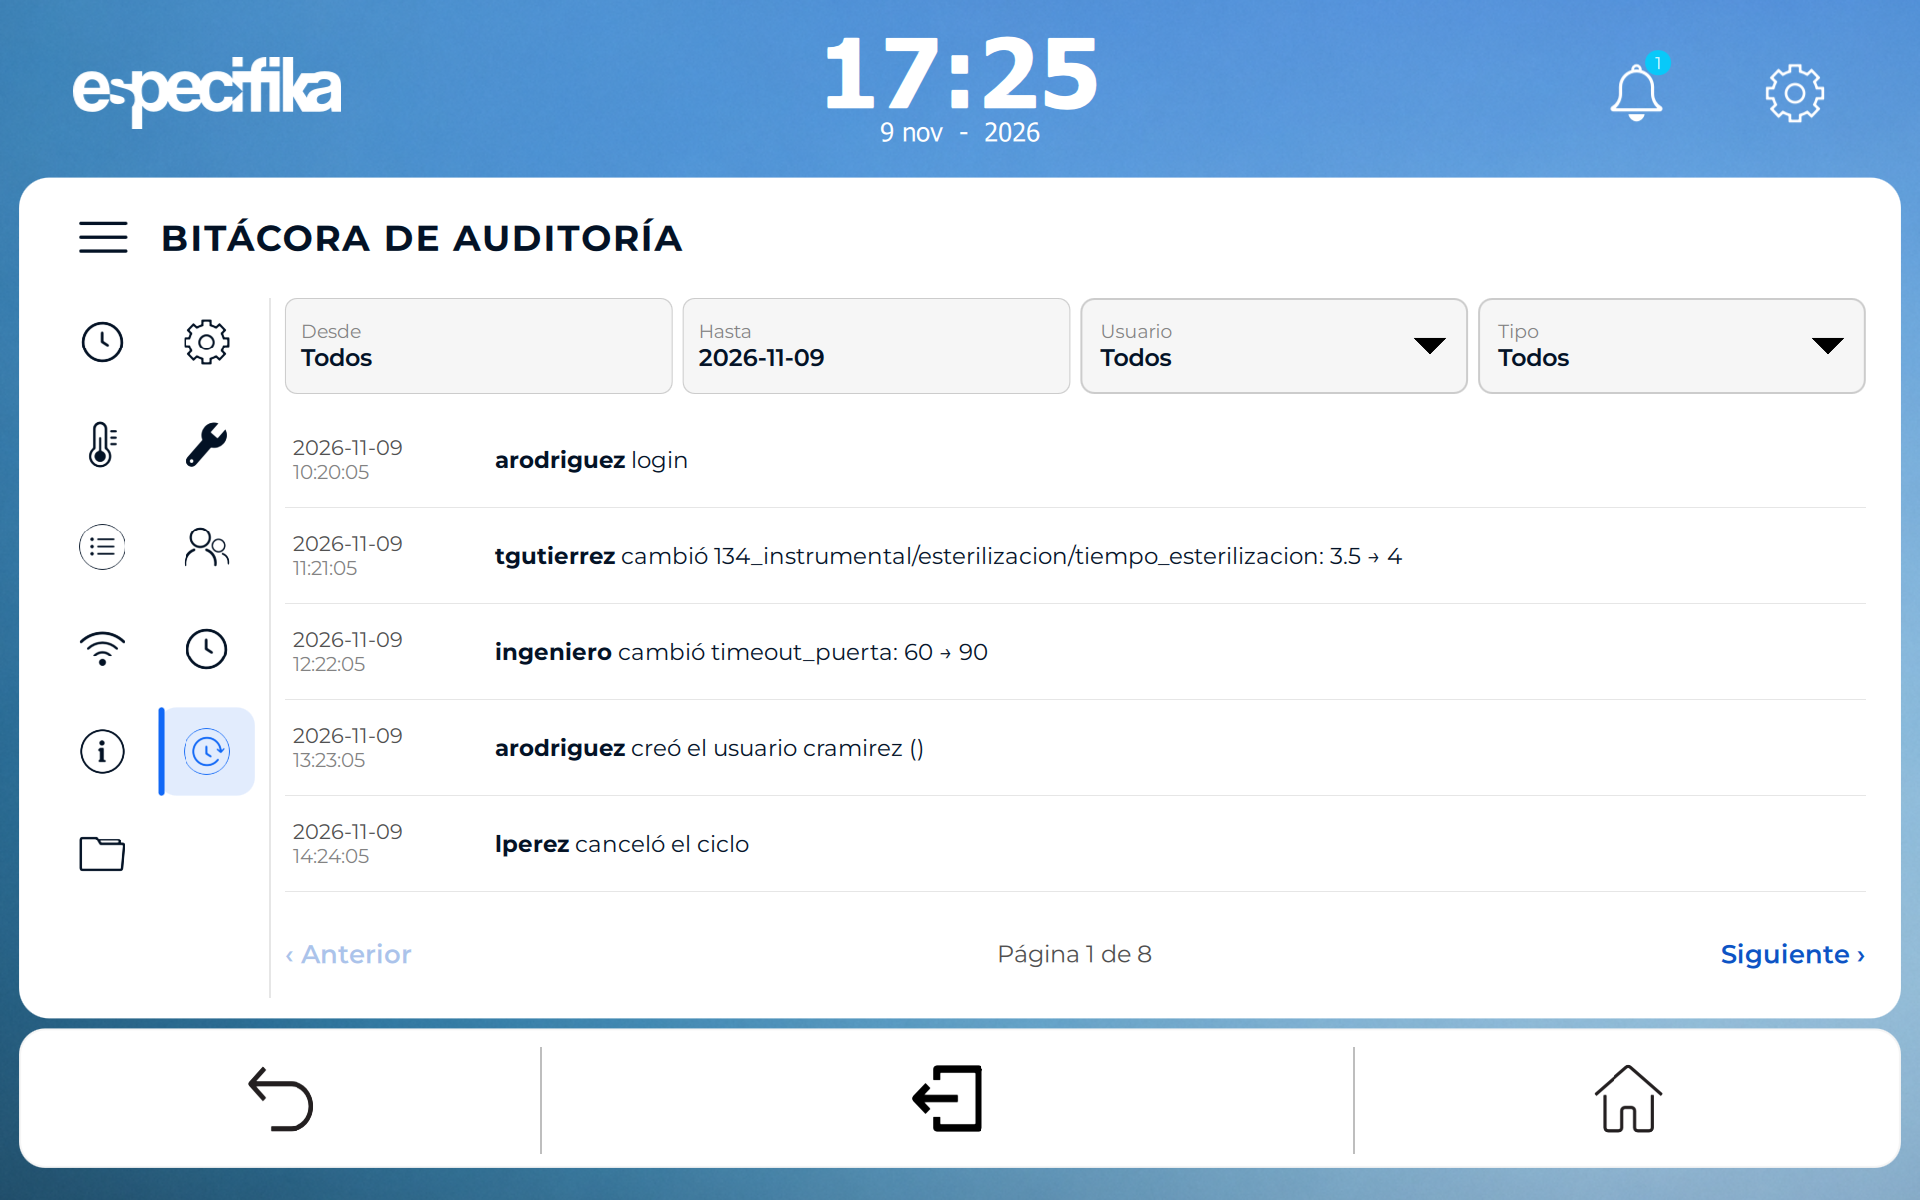 especifika
17:25
9 nov - 2026
1
BITÁCORA DE AUDITORÍA
Desde
Todos
Hasta
2026-11-09
Usuario
Todos
Tipo
Todos
2026-11-09
10:20:05
arodriguez login
2026-11-09
11:21:05
tgutierrez cambió 134_instrumental/esterilizacion/tiempo_esterilizacion: 3.5 → 4
2026-11-09
12:22:05
ingeniero cambió timeout_puerta: 60 → 90
2026-11-09
13:23:05
arodriguez creó el usuario cramirez ()
2026-11-09
14:24:05
lperez canceló el ciclo
‹ Anterior
Página 1 de 8
Siguiente ›